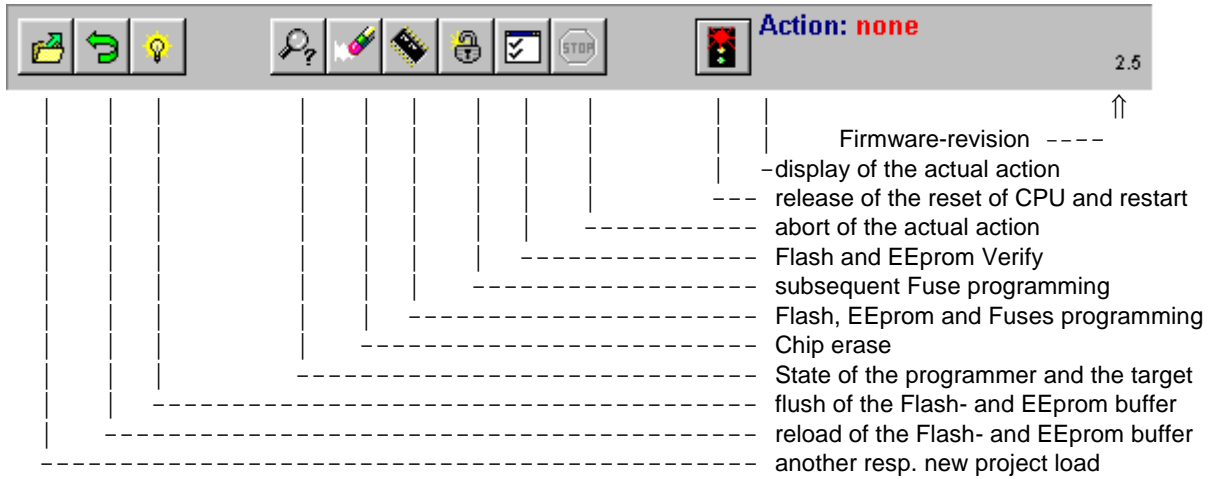 Action: none
STOP
2.5
Firmware-revision
display of the actual action
release of the reset of CPU and restart
abort of the actual action
Flash and EEprom Verify
subsequent Fuse programming
Flash, EEprom and Fuses programming
Chip erase
State of the programmer and the target
flush of the Flash- and EEprom buffer
reload of the Flash- and EEprom buffer
another resp. new project load